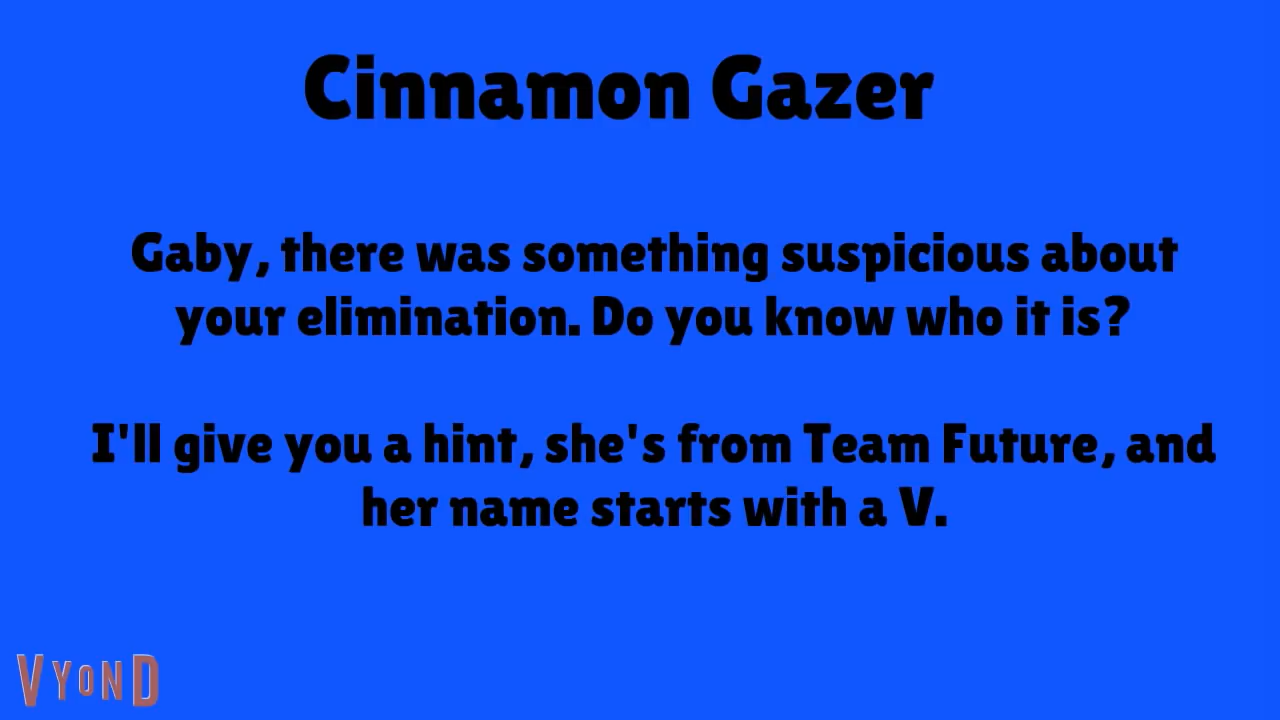 Cinnamon Gazer
Gaby, there was something suspicious about
your elimination. Do you know who it is?
I'll give you a hint, she's from Team Future, and
her name starts with a V.
VYOND